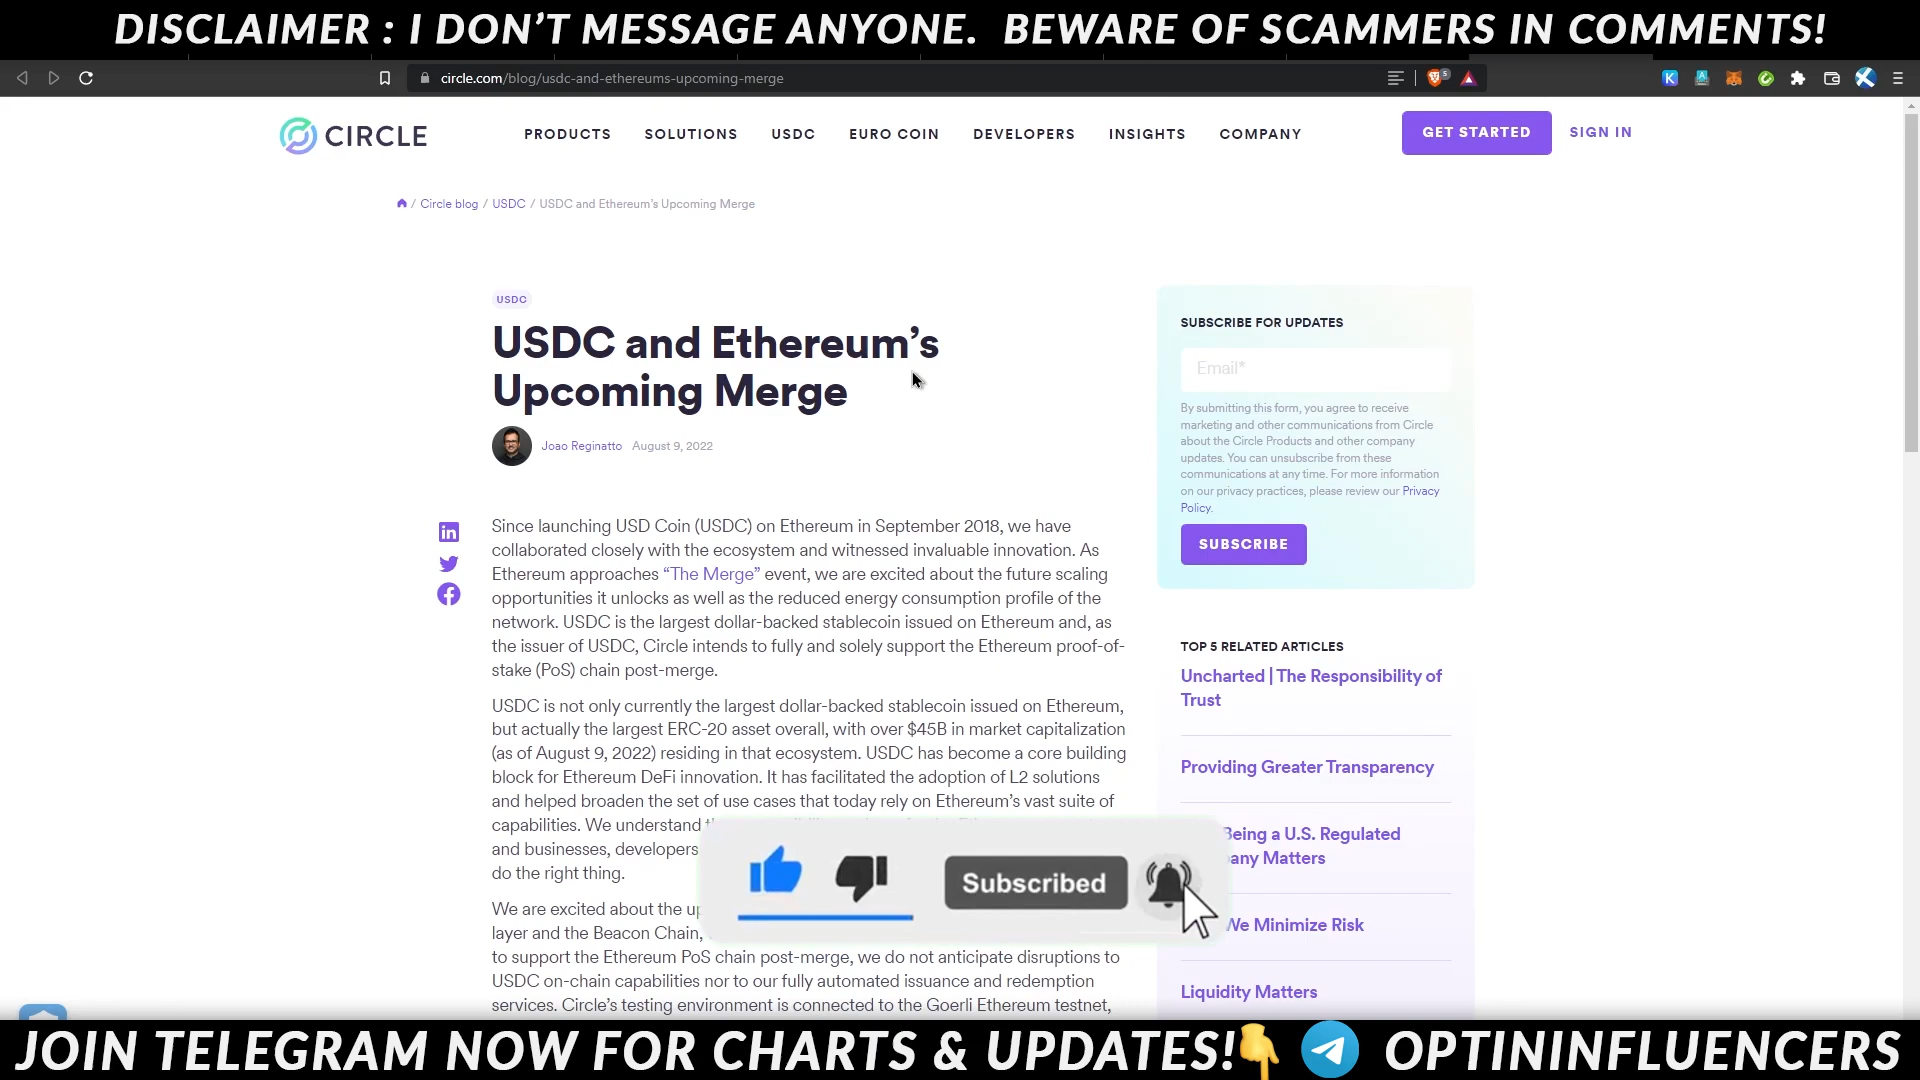 DISCLAIMER : I DON'T MESSAGE ANYONE. BEWARE OF SCAMMERS IN COMMENTS!
circle.com/blog/usdc-and-ethereums-upcoming-merge
5
CIRCLE
PRODUCTS SOLUTIONS USDC EURO COIN DEVELOPERS INSIGHTS COMPANY
GET STARTED SIGN IN
/ Circle blog / USDC / USDC and Ethereum's Upcoming Merge
USDC
USDC and Ethereum's
Upcoming Merge
Joao Reginatto August 9, 2022
Since launching USD Coin (USDC) on Ethereum in September 2018, we have
collaborated closely with the ecosystem and witnessed invaluable innovation. As
Ethereum approaches “The Merge” event, we are excited about the future scaling
opportunities it unlocks as well as the reduced energy consumption profile of the
network. USDC is the largest dollar-backed stablecoin issued on Ethereum and, as
the issuer of USDC, Circle intends to fully and solely support the Ethereum proof-of-
stake (PoS) chain post-merge.
USDC is not only currently the largest dollar-backed stablecoin issued on Ethereum,
but actually the largest ERC-20 asset overall, with over $45B in market capitalization
(as of August 9, 2022) residing in that ecosystem. USDC has become a core building
block for Ethereum DeFi innovation. It has facilitated the adoption of L2 solutions
and helped broaden the set of use cases that today rely on Ethereum's vast suite of
capabilities. We understand
and businesses, developers
do the right thing.
We are excited about the
layer and the Beacon Chain,
to support the Ethereum PoS chain post-merge, we do not anticipate disruptions to
USDC on-chain capabilities nor to our fully automated issuance and redemption
services. Circle's testing environment is connected to the Goerli Ethereum testnet,
SUBSCRIBE FOR UPDATES
Email*
By submitting this form, you agree to receive
marketing and other communications from Circle
about the Circle Products and other company
updates. You can unsubscribe from these
communications at any time. For more information
on our privacy practices, please review our Privacy
Policy.
SUBSCRIBE
TOP 5 RELATED ARTICLES
Uncharted | The Responsibility of
Trust
Providing Greater Transparency
Being a U.S. Regulated
Matters
We Minimize Risk
Liquidity Matters
Subscribed
JOIN TELEGRAM NOW FOR CHARTS & UPDATES! OPTININFLUENCERS